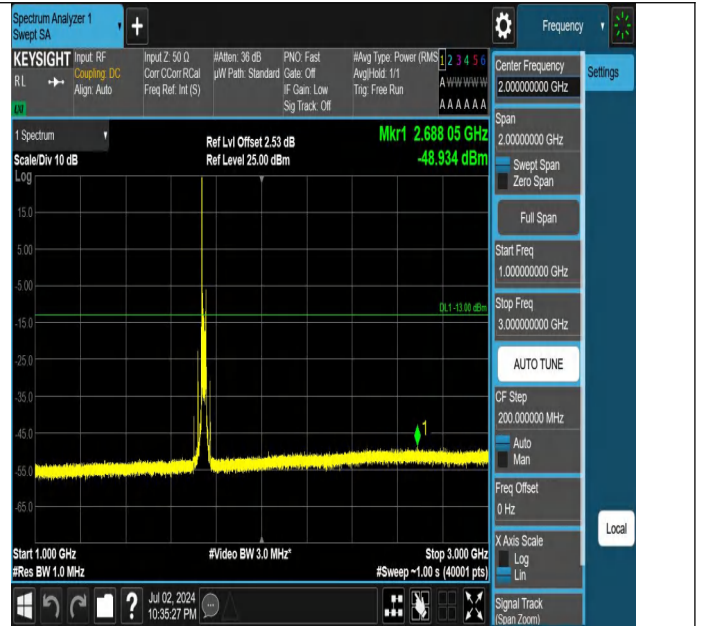 Spectrum Analyzer 1
Swept SA
+
Frequency
KEYSIGHT
RL
LXI
Input: RF
Coupling: DC
Align: Auto
Input Z: 50 Ω
Corr CCorr RCal
Freq Ref: Int (S)
#Atten: 36 dB
µW Path: Standard
PNO: Fast
Gate: Off
IF Gain: Low
Sig Track: Off
#Avg Type: Power (RMS
Avg|Hold: 1/1
Trig: Free Run
1 2 3 4 5 6
A W W W W W
A A A A A A
1 Spectrum
Scale/Div 10 dB
Log
Ref Lvl Offset 2.53 dB
Ref Level 25.00 dBm
Mkr1 2.688 05 GHz
-48.934 dBm
15.0
5.00
-5.00
-15.0
-25.0
-35.0
-45.0
-55.0
-65.0
DL1 -13.00 dBm
1
Start 1.000 GHz
#Res BW 1.0 MHz
#Video BW 3.0 MHz*
Stop 3.000 GHz
#Sweep ~1.00 s (40001 pts)
Jul 02, 2024
10:35:27 PM
?
Center Frequency
2.000000000 GHz
Span
2.00000000 GHz
Swept Span
Zero Span
Full Span
Start Freq
1.000000000 GHz
Stop Freq
3.000000000 GHz
AUTO TUNE
CF Step
200.000000 MHz
Auto
Man
Freq Offset
0 Hz
X Axis Scale
Log
Lin
Signal Track
(Span Zoom)
Settings
Local